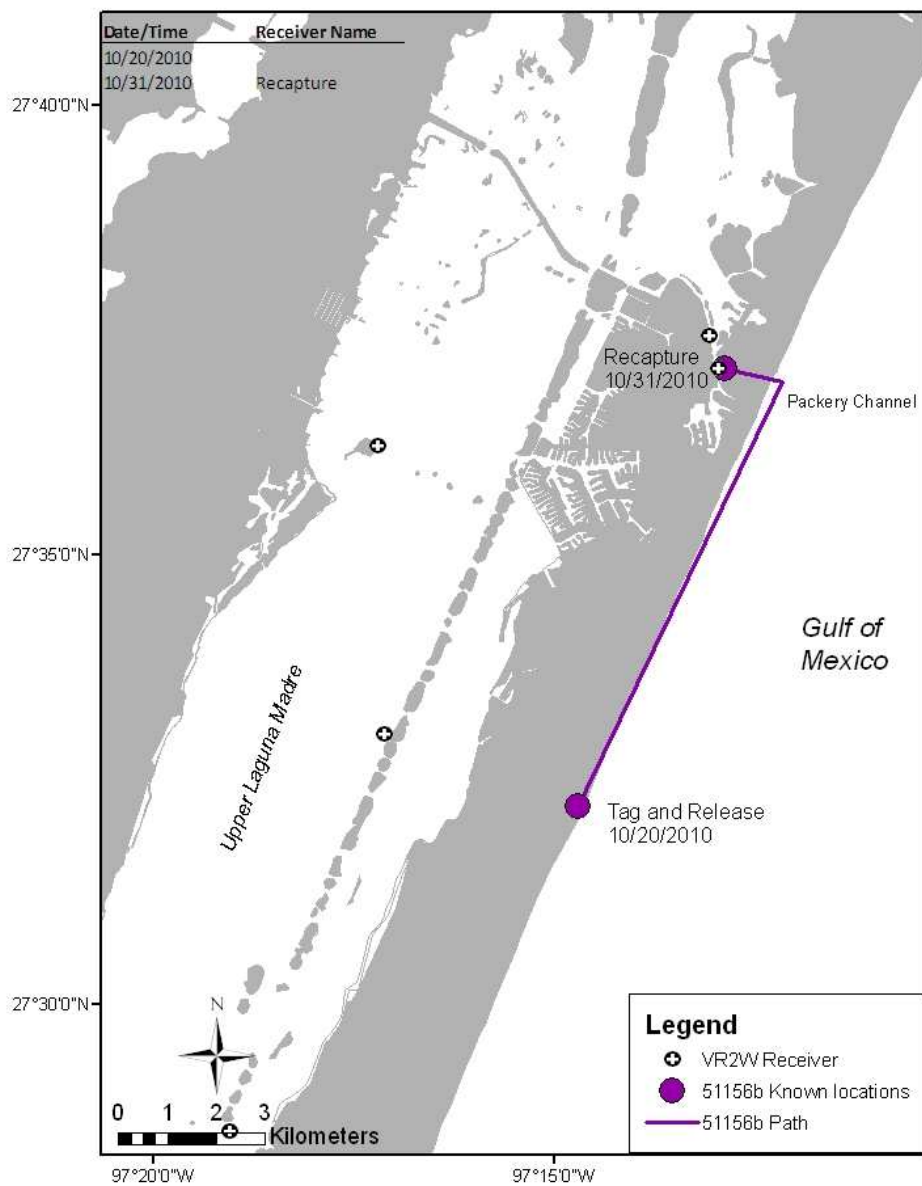 Date/Time Receiver Name
10/20/2010
10/31/2010 Recapture
27°40'0"N
Recapture
10/31/2010
Packery Channel
27°35'0"N
Gulf of
Mexico
Upper Laguna Madre
Tag and Release
10/20/2010
27°30'0"N
N
0 1 2 3
Kilometers
Legend
VR2W Receiver
51156b Known locations
51156b Path
97°20'0"W
97°15'0"W